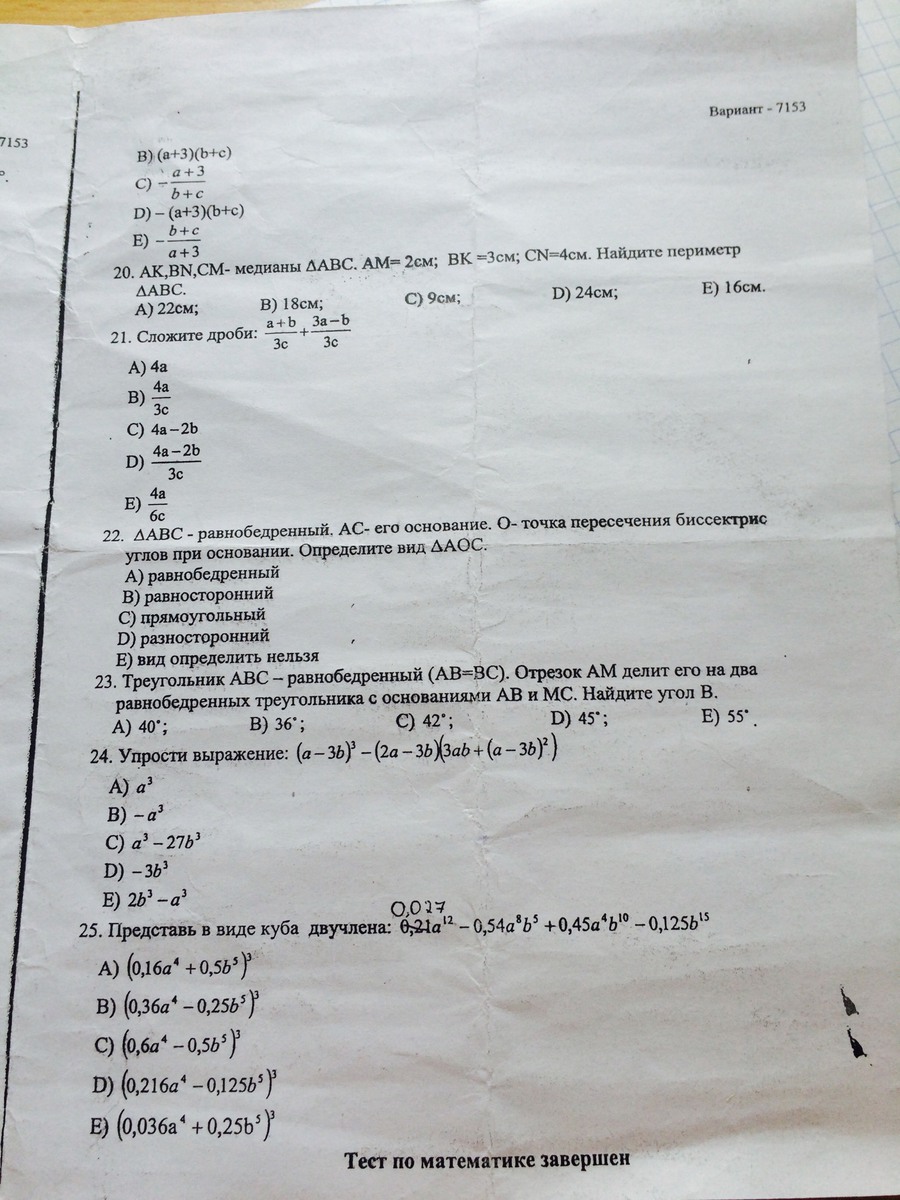 7153
Вариант - 7153
B) (a+3)(b+c)
C) -\frac{a+3}{b+c}
D) – (a+3)(b+c)
E) -\frac{b+c}{a+3}
20. AK,BN,CM- медианы ΔABC. AM= 2см; BK =3см; CN=4см. Найдите периметр
ΔABC.
A) 22см; B) 18см; C) 9см; D) 24см; E) 16см.
21. Сложите дроби: \frac{a+b}{3c}+\frac{3a-b}{3c}
A) 4a
B) \frac{4a}{3c}
C) 4a-2b
D) \frac{4a-2b}{3c}
E) \frac{4a}{6c}
22. ΔABC - равнобедренный. AC- его основание. O- точка пересечения биссектрис
углов при основании. Определите вид ΔAOC.
A) равнобедренный
B) равносторонний
C) прямоугольный
D) разносторонний
E) вид определить нельзя
23. Треугольник ABC – равнобедренный (AB=BC). Отрезок AM делит его на два
равнобедренных треугольника с основаниями AB и MC. Найдите угол B.
A) 40°; B) 36°; C) 42°; D) 45°; E) 55°.
24. Упрости выражение: (a-3b)³-(2a-3b)(3ab+(a-3b)²)
A) a³
B) -a³
C) a³-27b³
D) -3b³
E) 2b³-a³
0,027
25. Представь в виде куба двучлена: 0,21a¹² - 0,54a⁸b⁵ +0,45a⁴b¹⁰ -0,125b¹⁵
A) (0,16a⁴ +0,5b⁵)³
B) (0,36a⁴ -0,25b⁵)³
C) (0,6a⁴ -0,5b⁵)³
D) (0,216a⁴ -0,125b⁵)³
E) (0,036a⁴ +0,25b⁵)³
Тест по математике завершен